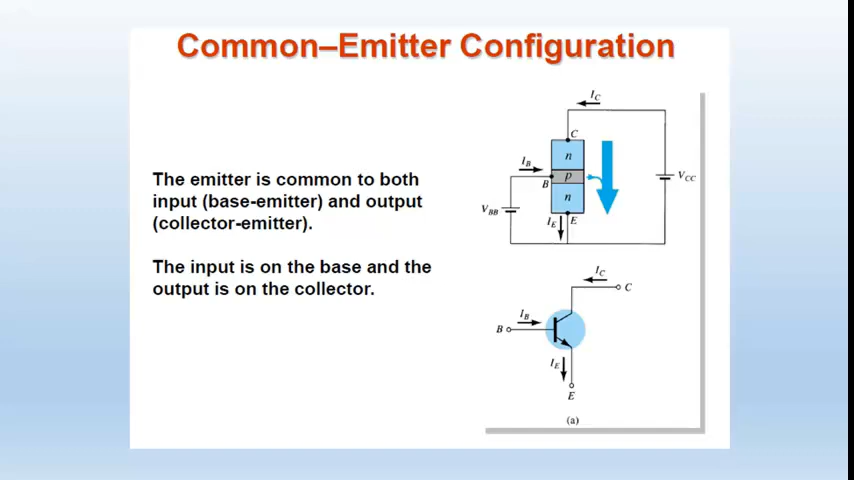 Common–Emitter Configuration
The emitter is common to both
input (base-emitter) and output
(collector-emitter).
The input is on the base and the
output is on the collector.
I_C
C
I_B
n
p
B
n
V_CC
V_BB
I_E
E
I_C
C
I_B
B
I_E
E
(a)